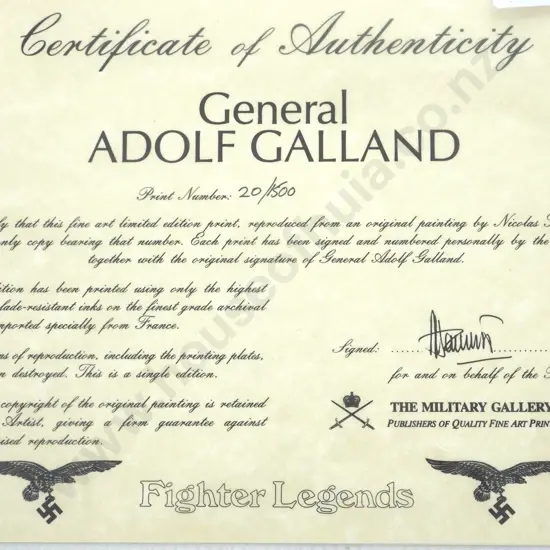 Certificate of Authenticity
General
ADOLF GALLAND
Print Number: 20/1500
that this fine art limited edition print, reproduced from an original painting by Nicolas
only copy bearing that number. Each print has been signed and numbered personally by the
together with the original signature of General Adolf Galland.
has been printed using only the highest
fade-resistant inks on the finest grade archival
imported specially from France.
of reproduction, including the printing plates,
destroyed. This is a single edition.
copyright of the original painting is retained
Artist, giving a firm guarantee against
reproduction.
Signed:
for and on behalf of the
THE MILITARY GALLERY
PUBLISHERS OF QUALITY FINE ART
Fighter Legends